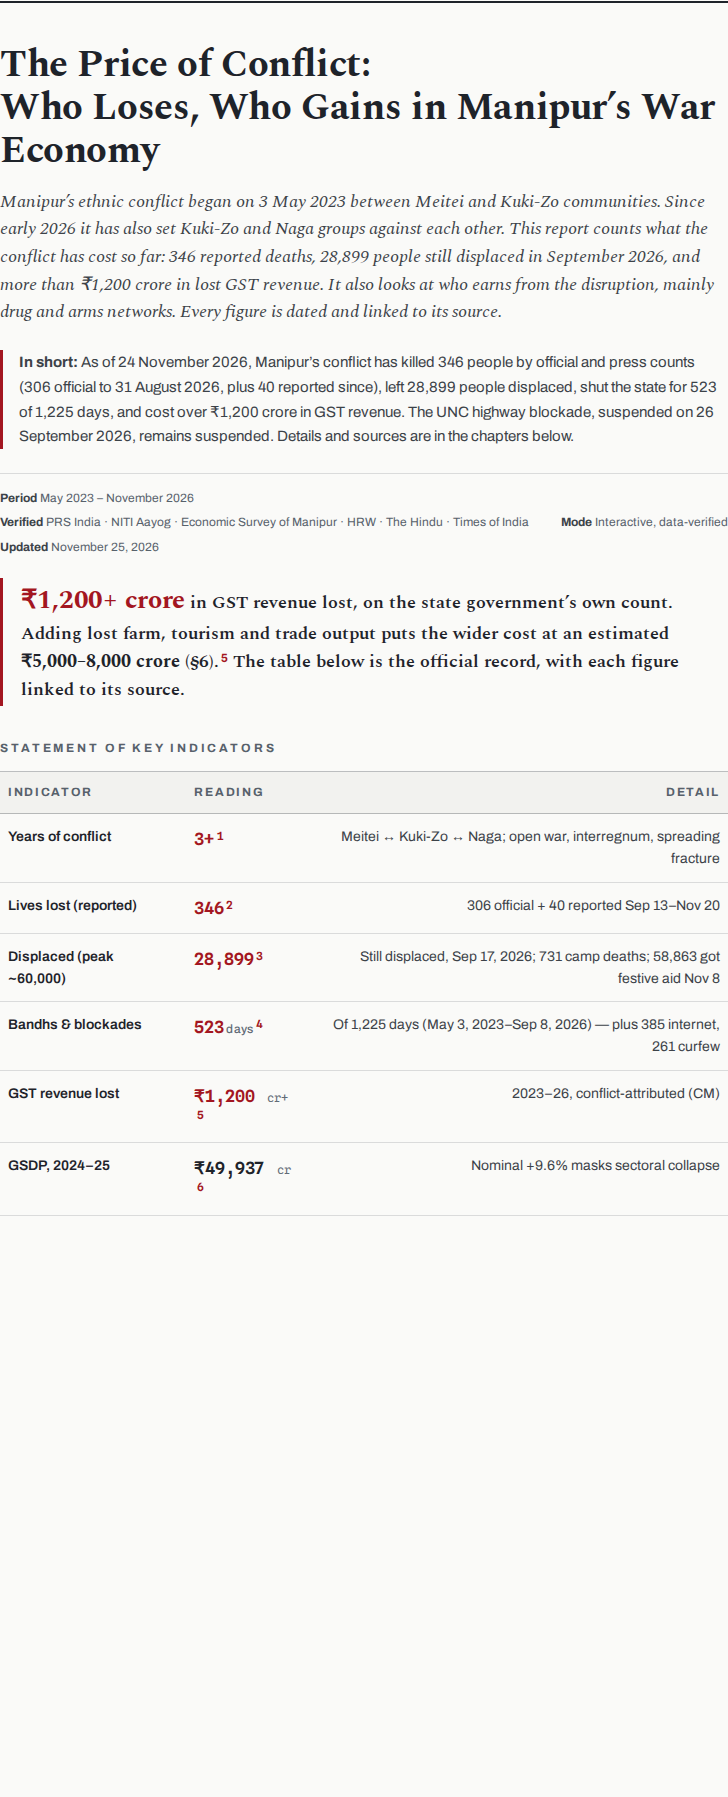 The Price of Conflict:
Who Loses, Who Gains in Manipur’s War
Economy
Manipur’s ethnic conflict began on 3 May 2023 between Meitei and Kuki-Zo communities. Since
early 2026 it has also set Kuki-Zo and Naga groups against each other. This report counts what the
conflict has cost so far: 346 reported deaths, 28,899 people still displaced in September 2026, and
more than ₹1,200 crore in lost GST revenue. It also looks at who earns from the disruption, mainly
drug and arms networks. Every figure is dated and linked to its source.
In short: As of 24 November 2026, Manipur’s conflict has killed 346 people by official and press counts
(306 official to 31 August 2026, plus 40 reported since), left 28,899 people displaced, shut the state for 523
of 1,225 days, and cost over ₹1,200 crore in GST revenue. The UNC highway blockade, suspended on 26
September 2026, remains suspended. Details and sources are in the chapters below.
Period May 2023 – November 2026
Verified PRS India · NITI Aayog · Economic Survey of Manipur · HRW · The Hindu · Times of India Mode Interactive, data-verified
Updated November 25, 2026
₹1,200+ crore in GST revenue lost, on the state government’s own count.
Adding lost farm, tourism and trade output puts the wider cost at an estimated
₹5,000–8,000 crore (§6).5 The table below is the official record, with each figure
linked to its source.
STATEMENT OF KEY INDICATORS
INDICATOR READING DETAIL
Years of conflict 3+ 1 Meitei ↔ Kuki-Zo ↔ Naga; open war, interregnum, spreading
fracture
Lives lost (reported) 346 2 306 official + 40 reported Sep 13–Nov 20
Displaced (peak 28,899 3 Still displaced, Sep 17, 2026; 731 camp deaths; 58,863 got
~60,000) festive aid Nov 8
Bandhs & blockades 523 days 4 Of 1,225 days (May 3, 2023–Sep 8, 2026) — plus 385 internet,
261 curfew
GST revenue lost ₹1,200 cr+ 2023–26, conflict-attributed (CM)
5
GSDP, 2024–25 ₹49,937 cr Nominal +9.6% masks sectoral collapse
6